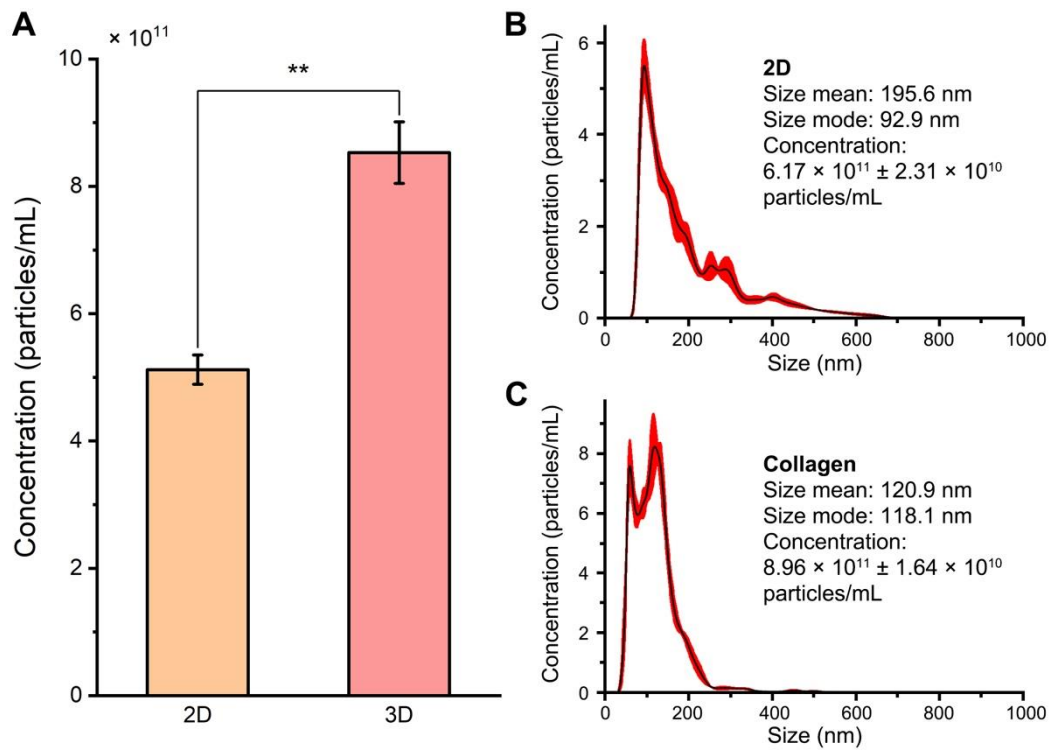 A
× 10¹¹
Concentration (particles/mL)
10
8
6
4
2
0
**
2D
3D
B
Concentration (particles/mL)
6
4
2
0
2D
Size mean: 195.6 nm
Size mode: 92.9 nm
Concentration:
6.17 × 10¹¹ ± 2.31 × 10¹⁰
particles/mL
0
200
400
600
800
1000
Size (nm)
C
Concentration (particles/mL)
8
6
4
2
0
Collagen
Size mean: 120.9 nm
Size mode: 118.1 nm
Concentration:
8.96 × 10¹¹ ± 1.64 × 10¹⁰
particles/mL
0
200
400
600
800
1000
Size (nm)